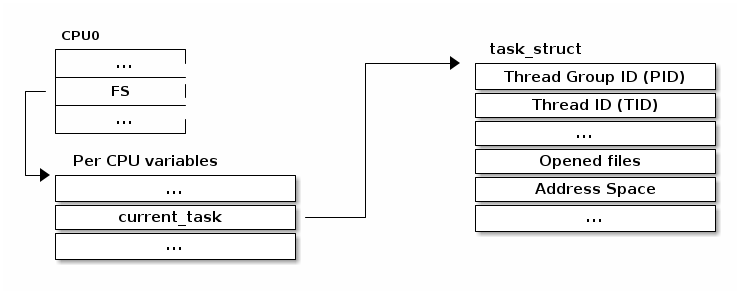 CPU0
...
FS
...
Per CPU variables
...
current_task
...
task_struct
Thread Group ID (PID)
Thread ID (TID)
...
Opened files
Address Space
...